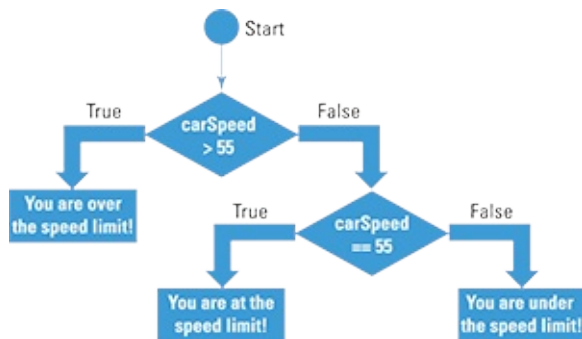 Start
True
False
carSpeed
> 55
You are over
the speed limit!
True
False
carSpeed
== 55
You are at the
speed limit!
You are under
the speed limit!